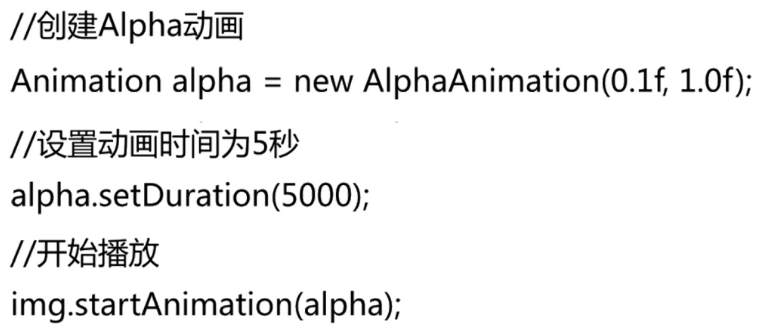 //创建Alpha动画
Animation alpha = new AlphaAnimation(0.1f, 1.0f);
//设置动画时间为5秒
alpha.setDuration(5000);
//开始播放
img.startAnimation(alpha);